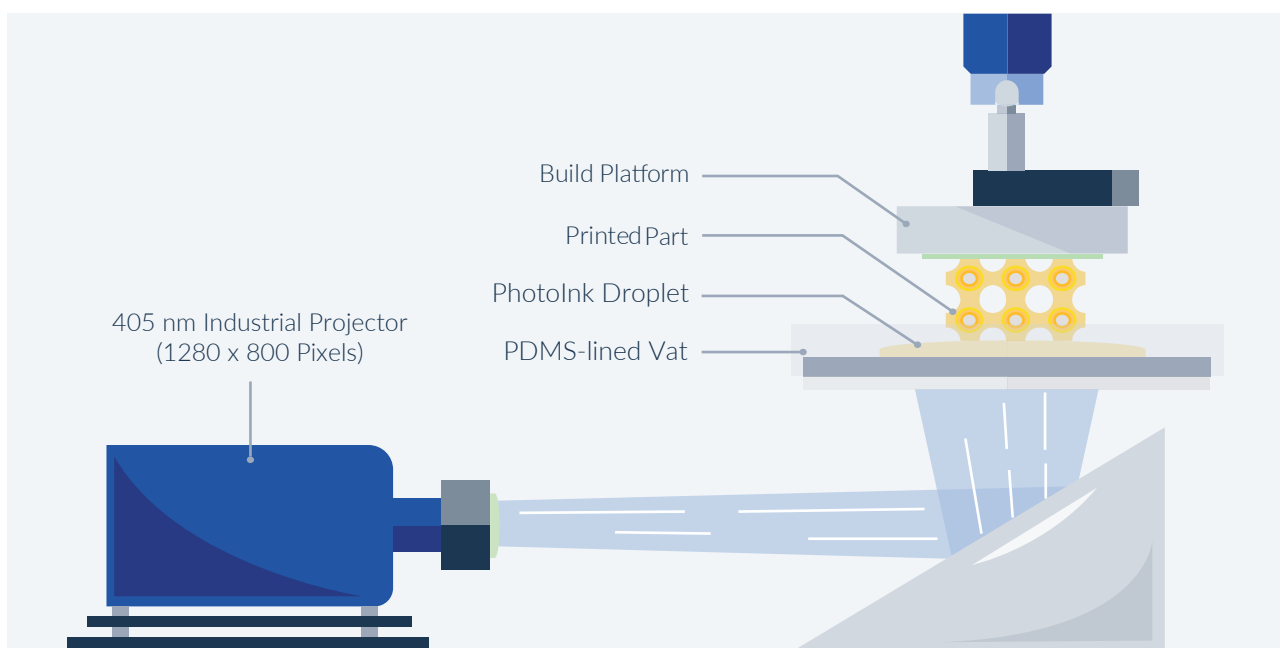 Build Platform
Printed Part
PhotoInk Droplet
PDMS-lined Vat
405 nm Industrial Projector
(1280 x 800 Pixels)